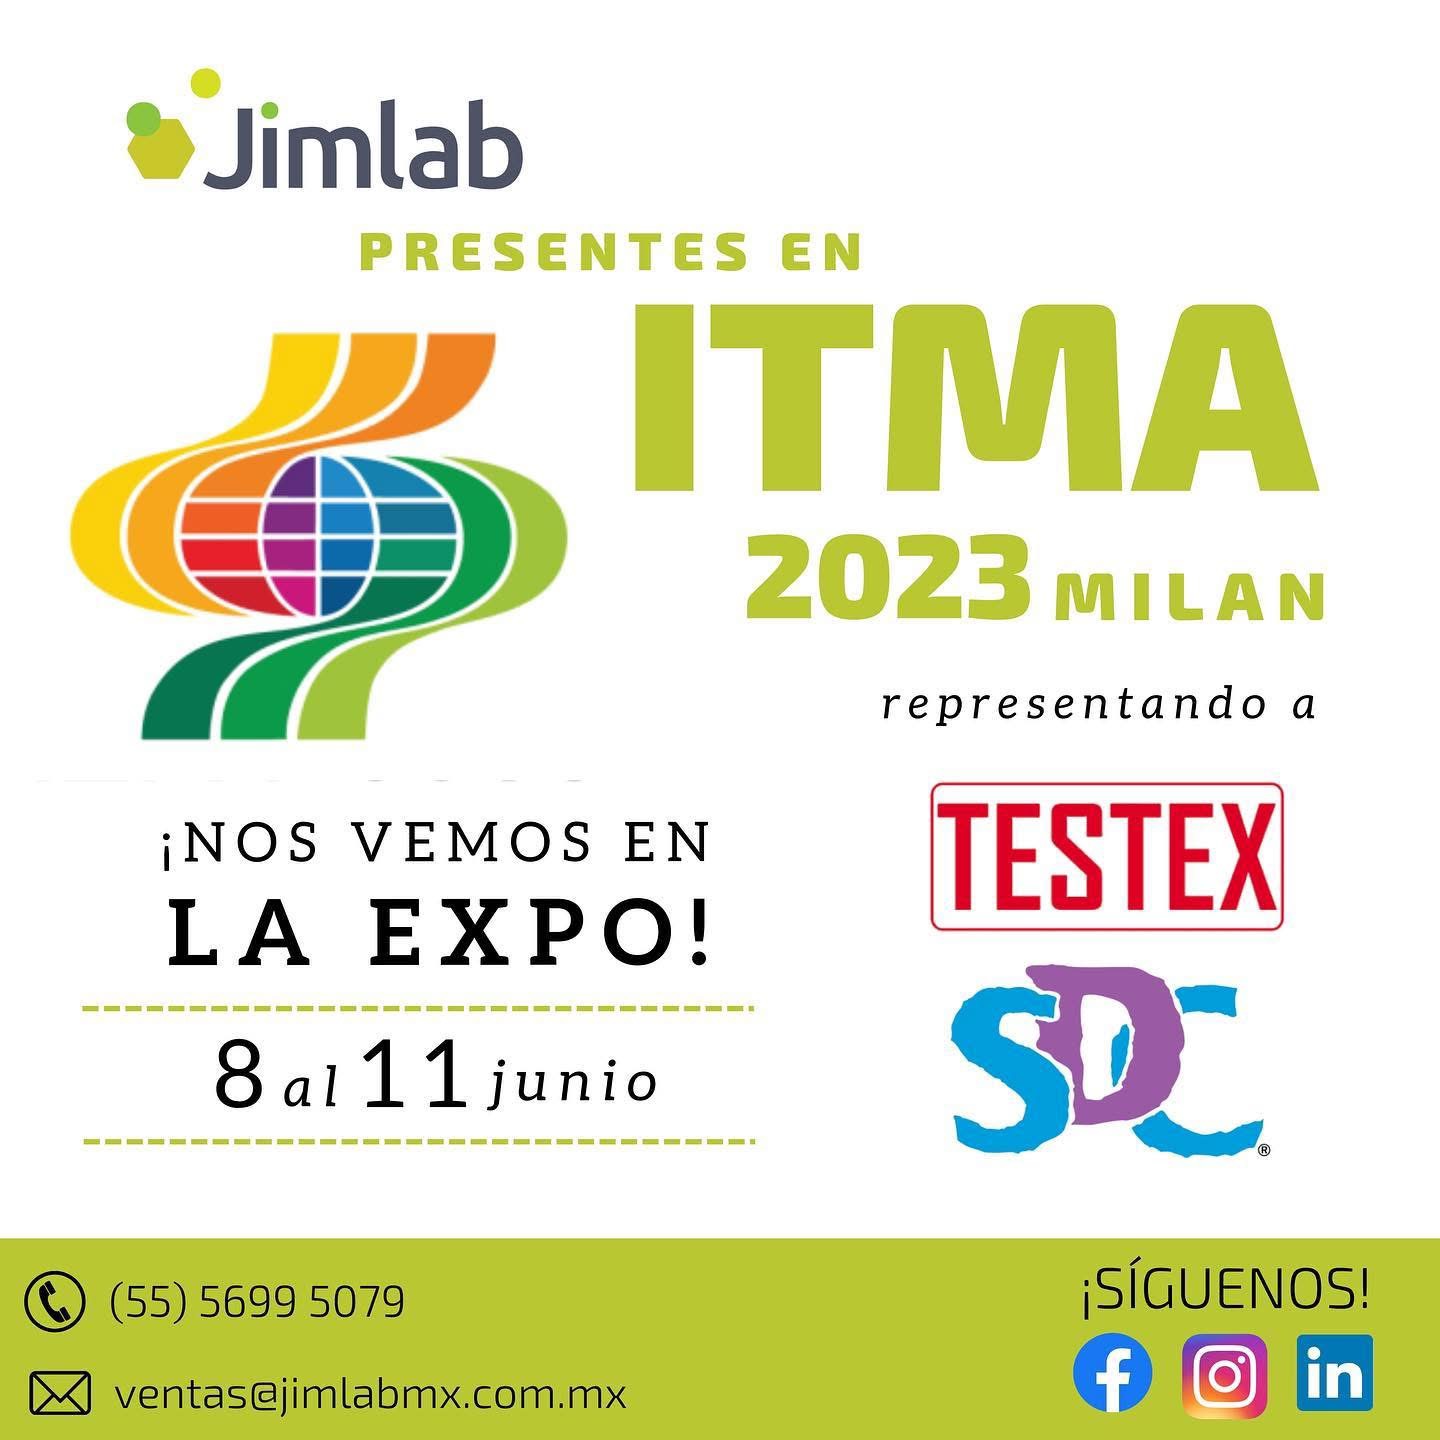 Jimlab
PRESENTES EN
ITMA
2023 MILAN
representando a
TESTEX
SDC
®
¡NOS VEMOS EN
LA EXPO!
8 al 11 junio
(55) 5699 5079
ventas@jimlabmx.com.mx
¡SÍGUENOS!